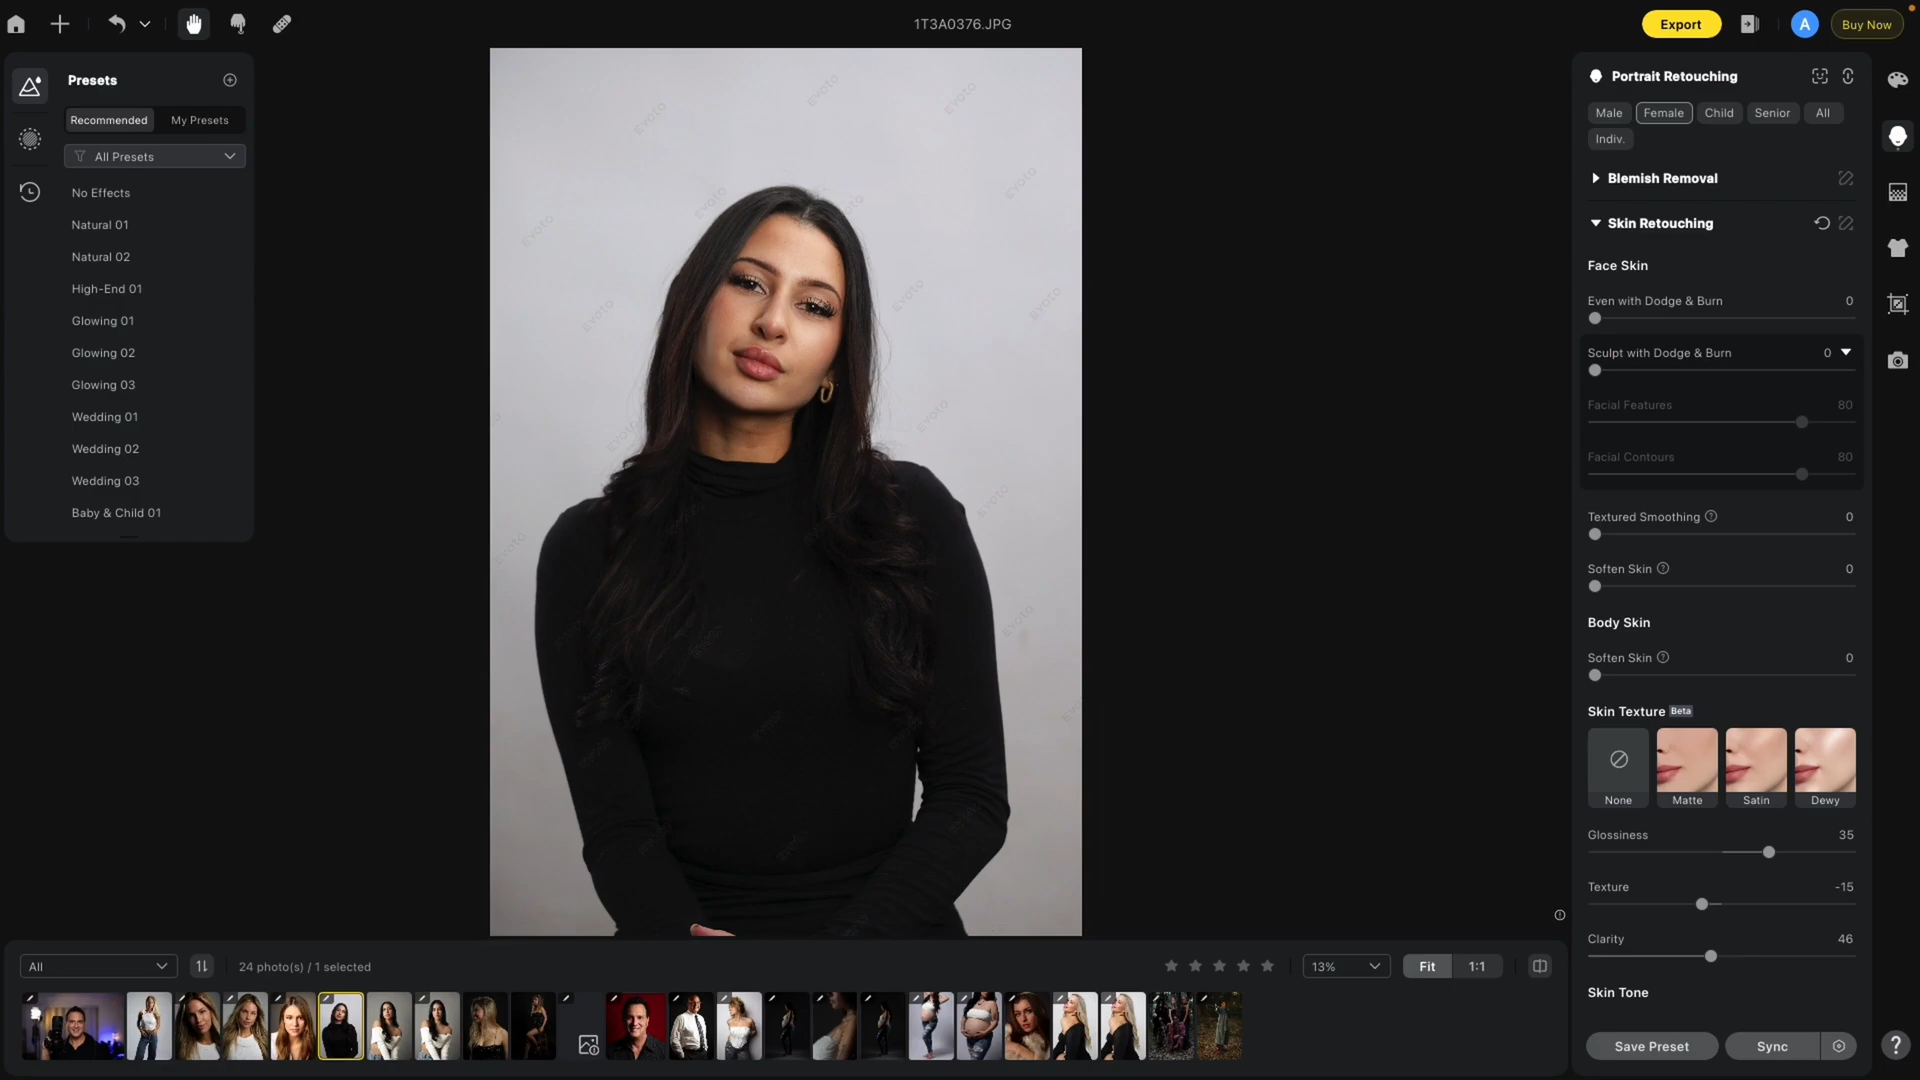 1T3A0376.JPG
Export
A
Buy Now
Presets
Recommended
My Presets
All Presets
No Effects
Natural 01
Natural 02
High-End 01
Glowing 01
Glowing 02
Glowing 03
Wedding 01
Wedding 02
Wedding 03
Baby & Child 01
EVOTO
Portrait Retouching
Male
Female
Child
Senior
All
Indiv.
Blemish Removal
Skin Retouching
Face Skin
Even with Dodge & Burn 0
Sculpt with Dodge & Burn 0
Facial Features 80
Facial Contours 80
Textured Smoothing ? 0
Soften Skin ? 0
Body Skin
Soften Skin ? 0
Skin Texture Beta
None
Matte
Satin
Dewy
Glossiness 35
Texture -15
Clarity 46
Skin Tone
Save Preset
Sync
?
All
24 photo(s) / 1 selected
13%
Fit
1:1